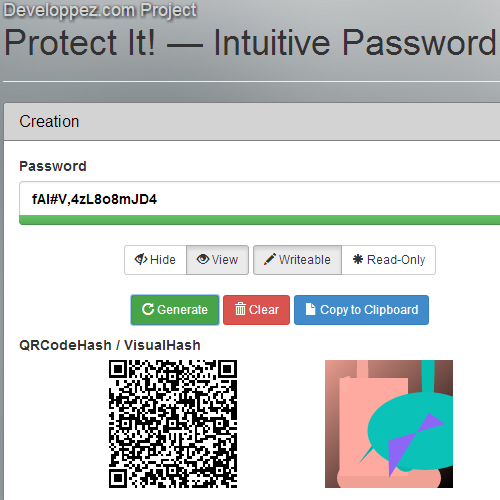 Developpez.com Project
Protect It! — Intuitive Password
Creation
Password
fAI#V,4zL8o8mJD4
Hide View Writeable Read-Only
Generate Clear Copy to Clipboard
QRCodeHash / VisualHash